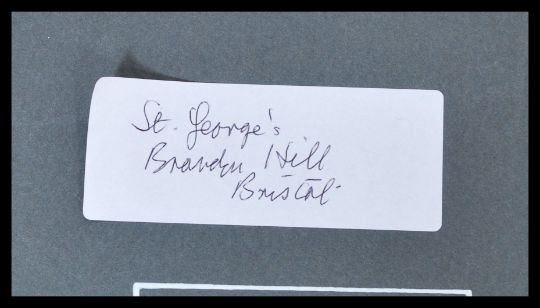 St. George's
Brandon Hill
Bristol.